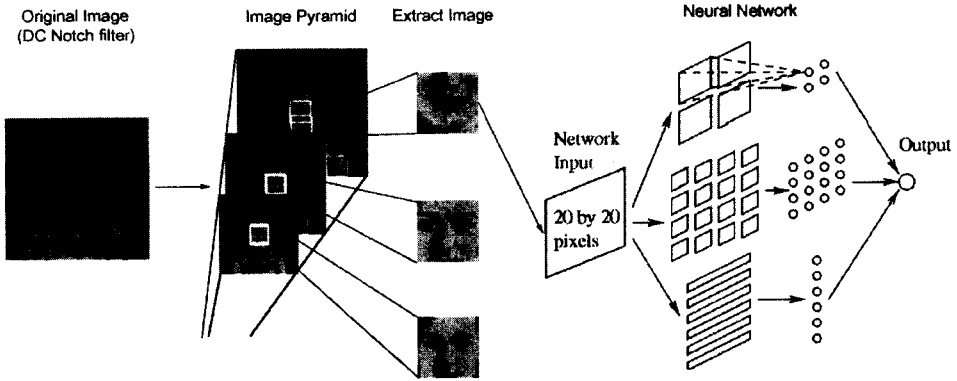 Original Image
(DC Notch filter)
Image Pyramid
Extract Image
Neural Network
Network
Input
20 by 20
pixels
Output